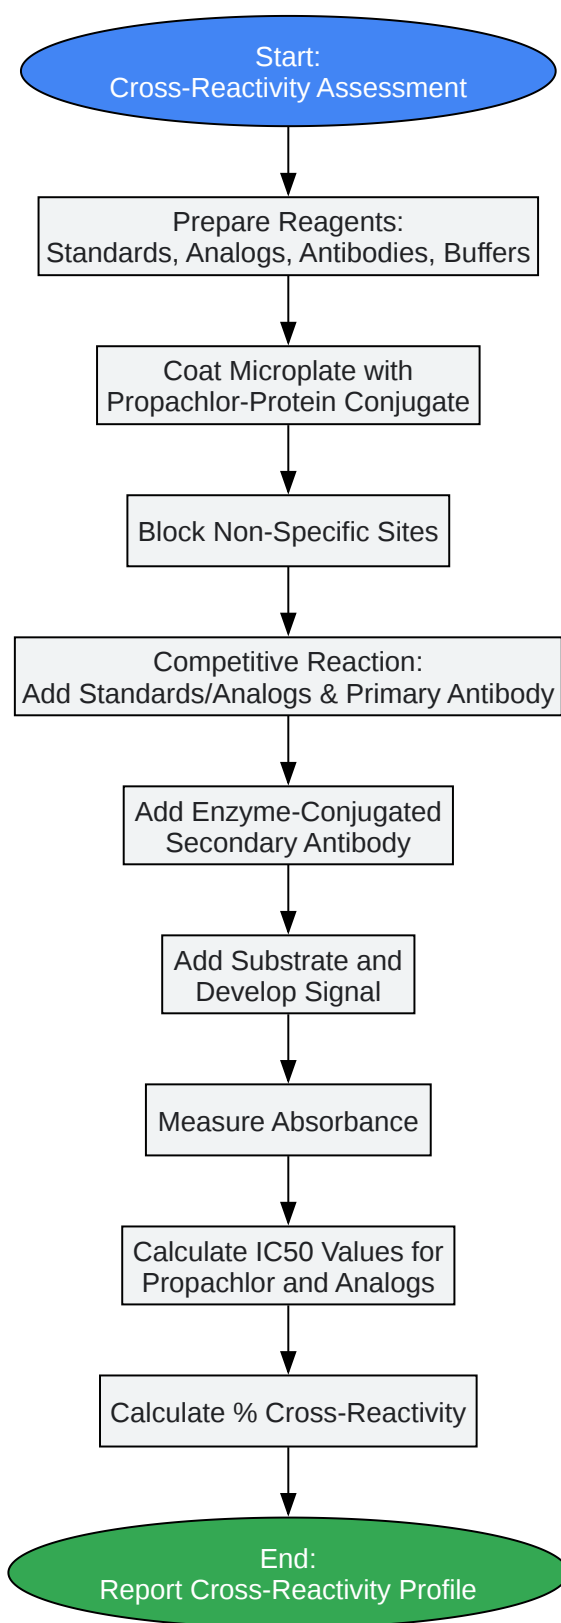 Start:
Cross-Reactivity Assessment
Prepare Reagents:
Standards, Analogs, Antibodies, Buffers
Coat Microplate with
Propachlor-Protein Conjugate
Block Non-Specific Sites
Competitive Reaction:
Add Standards/Analogs & Primary Antibody
Add Enzyme-Conjugated
Secondary Antibody
Add Substrate and
Develop Signal
Measure Absorbance
Calculate IC50 Values for
Propachlor and Analogs
Calculate % Cross-Reactivity
End:
Report Cross-Reactivity Profile